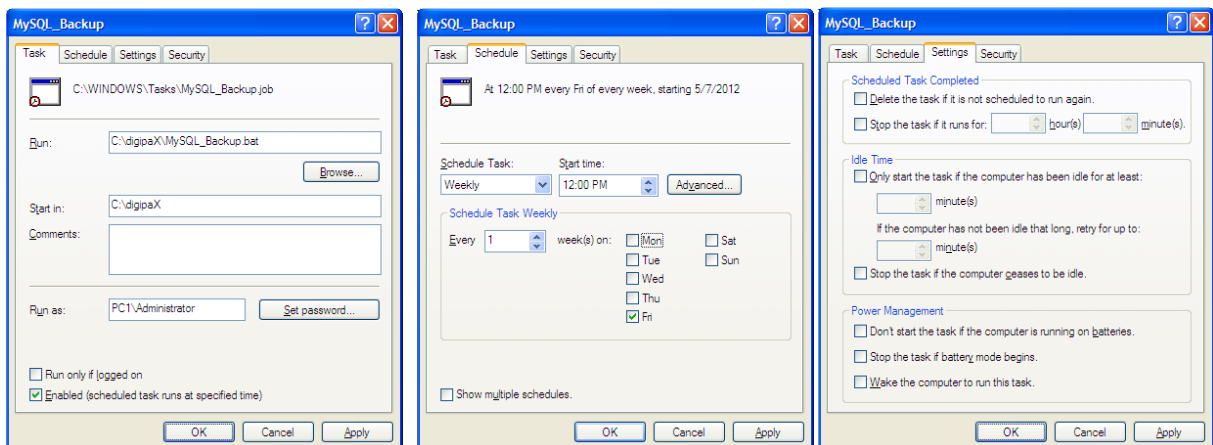 MySQL_Backup
Task Schedule Settings Security
C:\WINDOWS\Tasks\MySQL_Backup.job
Run: C:\digipaX\MySQL_Backup.bat
Browse...
Start in: C:\digipaX
Comments:
Run as: PC1\Administrator Set password...
Run only if logged on
Enabled (scheduled task runs at specified time)
OK Cancel Apply
MySQL_Backup
Task Schedule Settings Security
At 12:00 PM every Fri of every week, starting 5/7/2012
Schedule Task: Start time:
Weekly 12:00 PM Advanced...
Schedule Task Weekly
Every 1 week(s) on: Mon Sat
Tue Sun
Wed
Thu
Fri
Show multiple schedules.
OK Cancel Apply
MySQL_Backup
Task Schedule Settings Security
Scheduled Task Completed
Delete the task if it is not scheduled to run again.
Stop the task if it runs for: hour(s) minute(s).
Idle Time
Only start the task if the computer has been idle for at least:
minute(s)
If the computer has not been idle that long, retry for up to:
minute(s)
Stop the task if the computer ceases to be idle.
Power Management
Don't start the task if the computer is running on batteries.
Stop the task if battery mode begins.
Wake the computer to run this task.
OK Cancel Apply